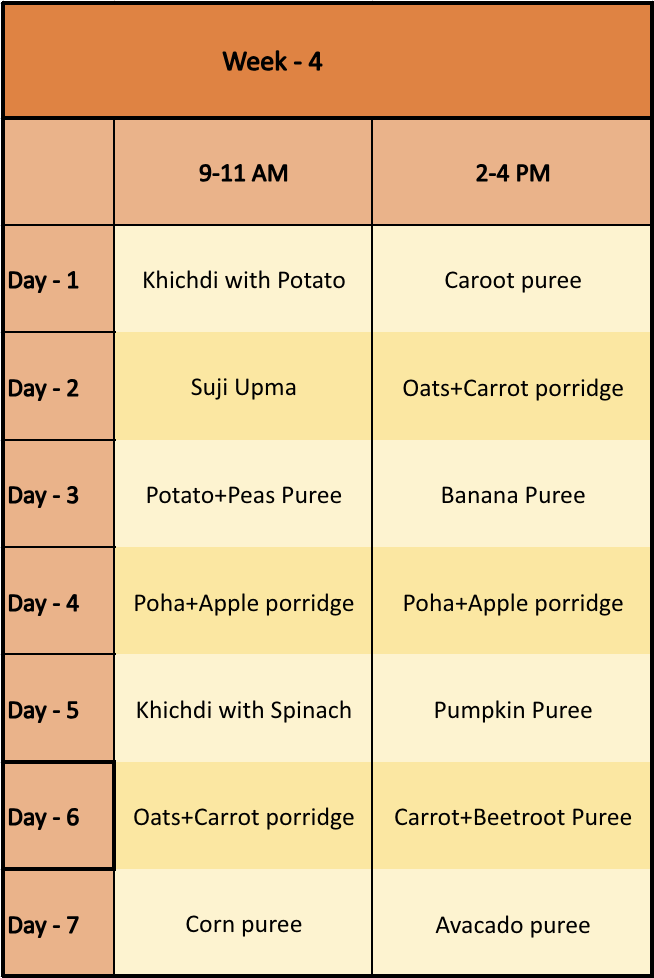 Week - 4
9-11 AM 2-4 PM
Day - 1 Khichdi with Potato Caroot puree
Day - 2 Suji Upma Oats+Carrot porridge
Day - 3 Potato+Peas Puree Banana Puree
Day - 4 Poha+Apple porridge Poha+Apple porridge
Day - 5 Khichdi with Spinach Pumpkin Puree
Day - 6 Oats+Carrot porridge Carrot+Beetroot Puree
Day - 7 Corn puree Avacado puree